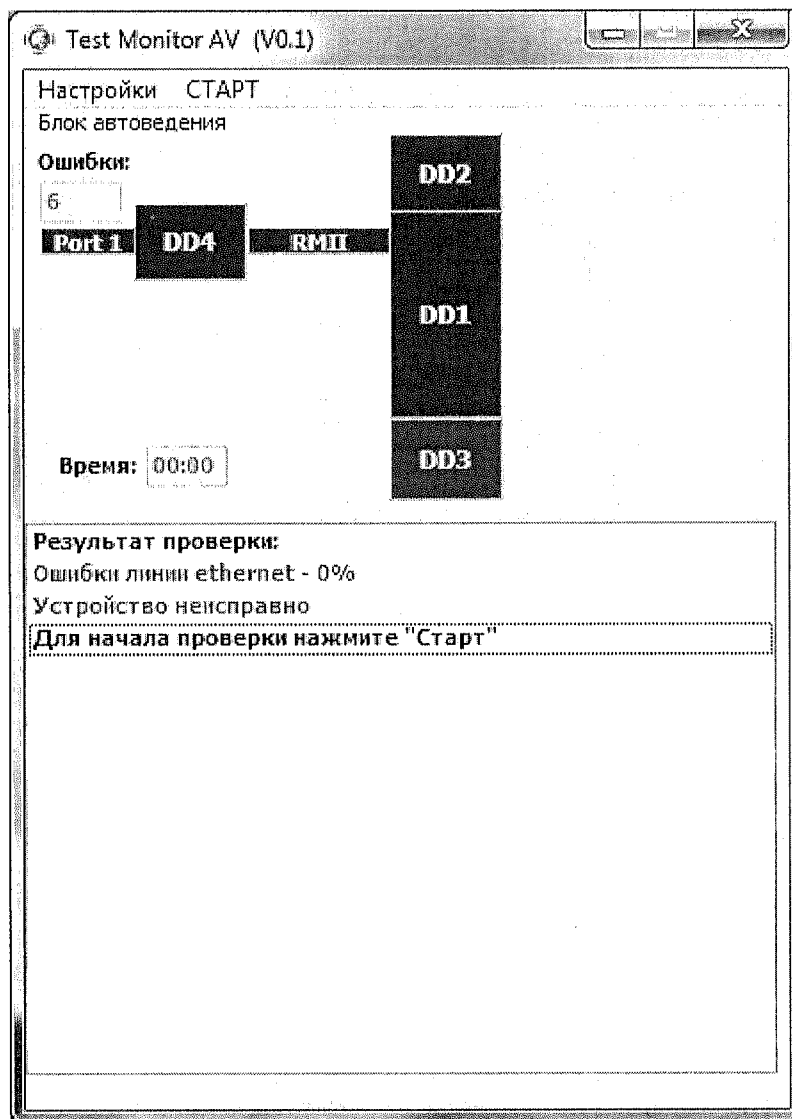 Test Monitor AV (V0.1)
Настройки СТАРТ
Блок автоведения
Ошибки:
6
DD2
Port 1 DD4 RMII
DD1
Время: 00:00
DD3
Результат проверки:
Ошибки линии ethernet - 0%
Устройство неисправно
Для начала проверки нажмите "Старт"